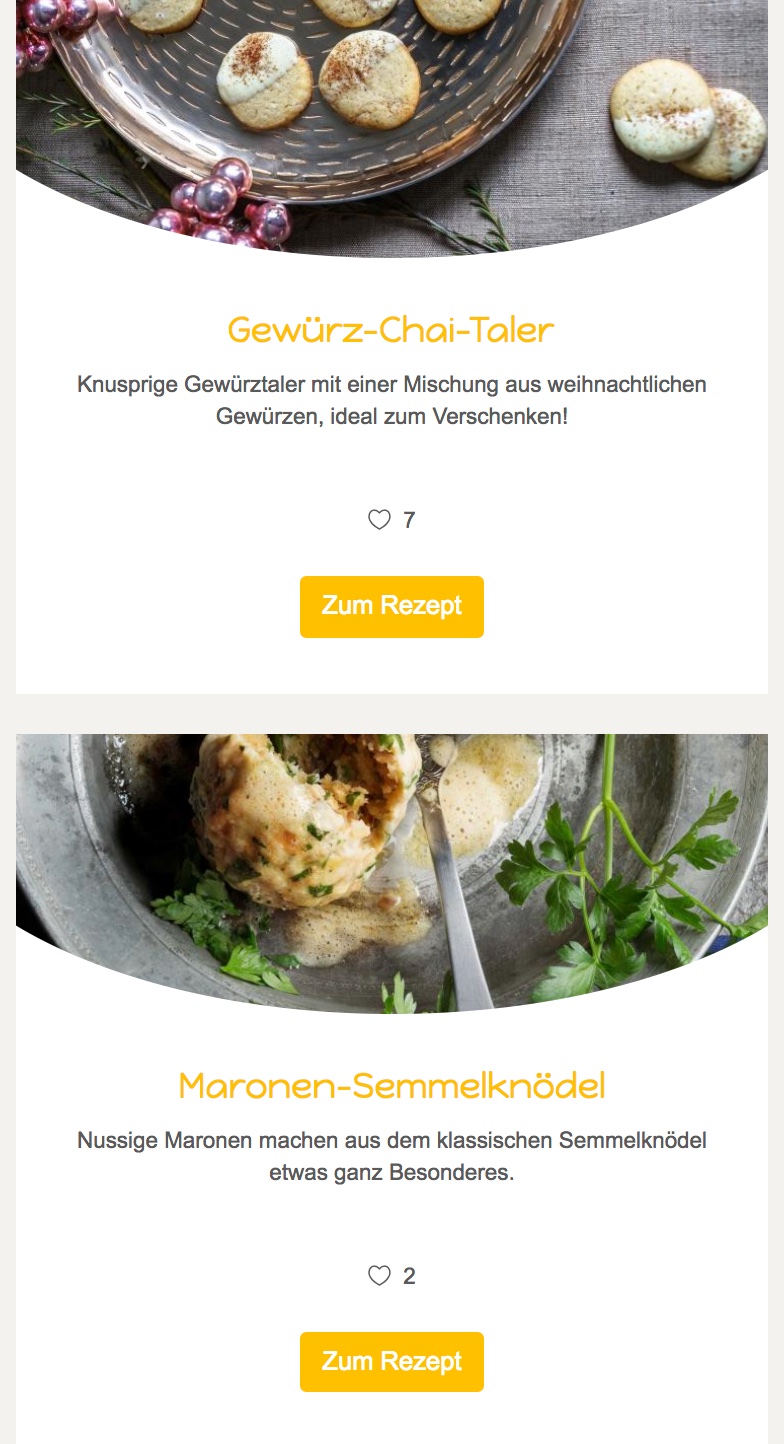 Gewürz-Chai-Taler
Knusprige Gewürztaler mit einer Mischung aus weihnachtlichen
Gewürzen, ideal zum Verschenken!
7
Zum Rezept
Maronen-Semmelknödel
Nussige Maronen machen aus dem klassischen Semmelknödel
etwas ganz Besonderes.
2
Zum Rezept